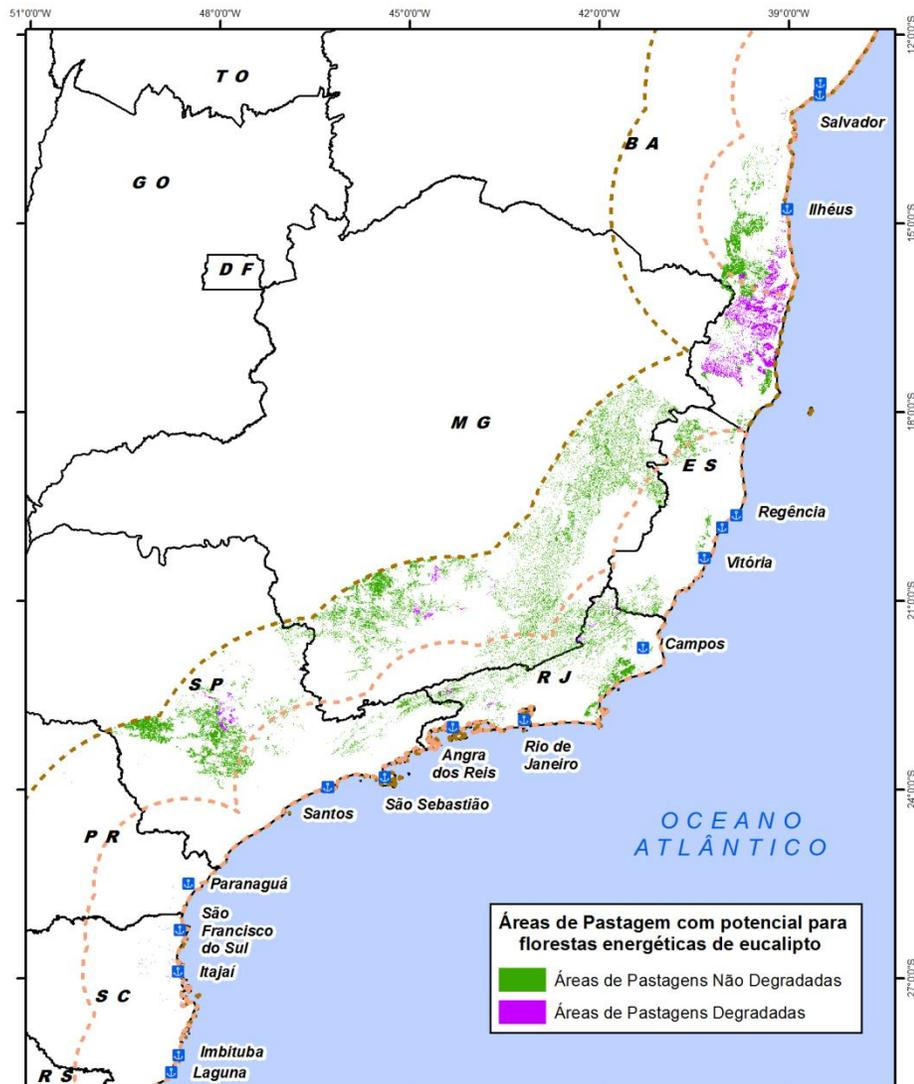 51°0'0"W
48°0'0"W
45°0'0"W
42°0'0"W
39°0'0"W
12°0'0"S
T O
Salvador
B A
G O
Ilhéus
15°0'0"S
D F
18°0'0"S
M G
E S
Regência
Vitória
21°0'0"S
Campos
R J
S P
Angra
dos Reis
Rio de
Janeiro
São Sebastião
Santos
24°0'0"S
OCEANO
ATLÂNTICO
P R
Paranaguá
São
Francisco
do Sul
Itajaí
27°0'0"S
S C
Imbituba
Laguna
R S
Áreas de Pastagem com potencial para
florestas energéticas de eucalipto
Áreas de Pastagens Não Degradadas
Áreas de Pastagens Degradadas